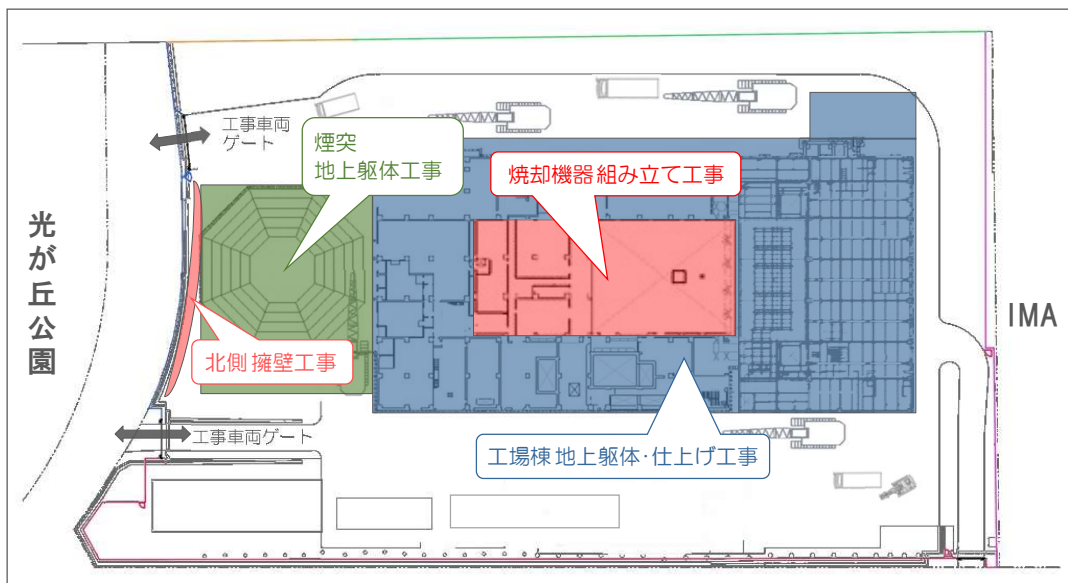 工事車両
ゲート
煙突
地上躯体工事
焼却機器組み立て工事
光が丘公園
IMA
北側擁壁工事
工事車両ゲート
工場棟地上躯体・仕上げ工事